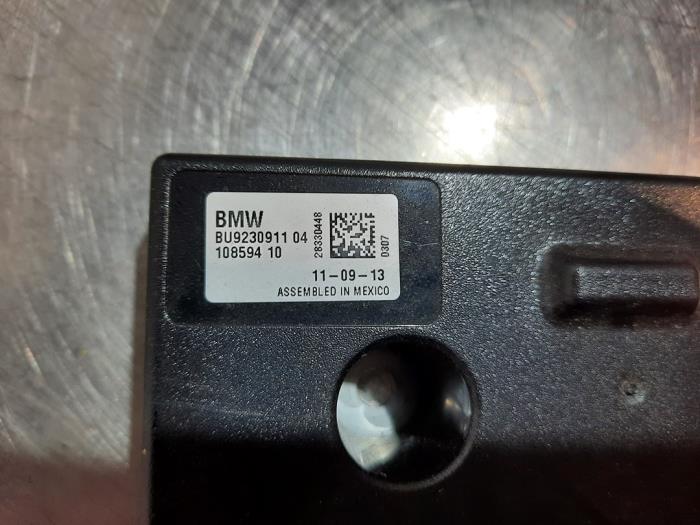 BMW
BU9230911 04
108594 10
28330448
0307
11-09-13
ASSEMBLED IN MEXICO